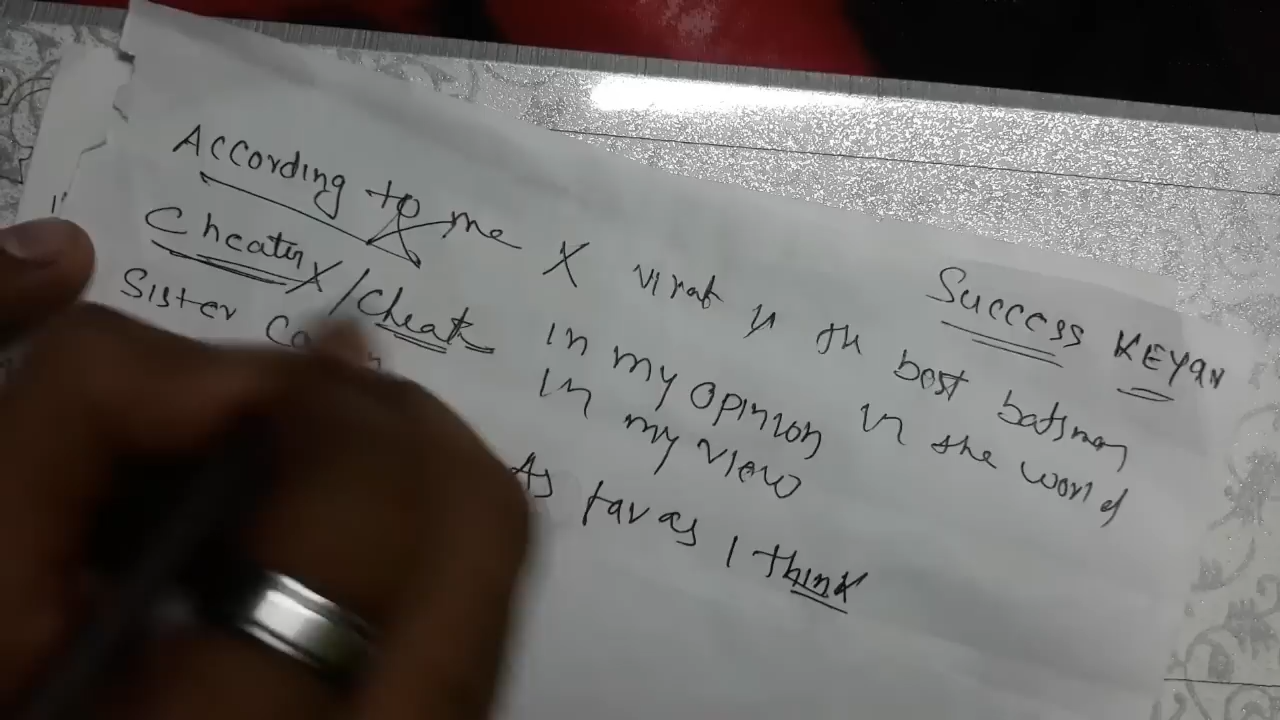 According to me X virat is the best batsman
Success KEYan
Cheater X/Cheat
in my opinion in the world
Sister
in my view
As far as I think